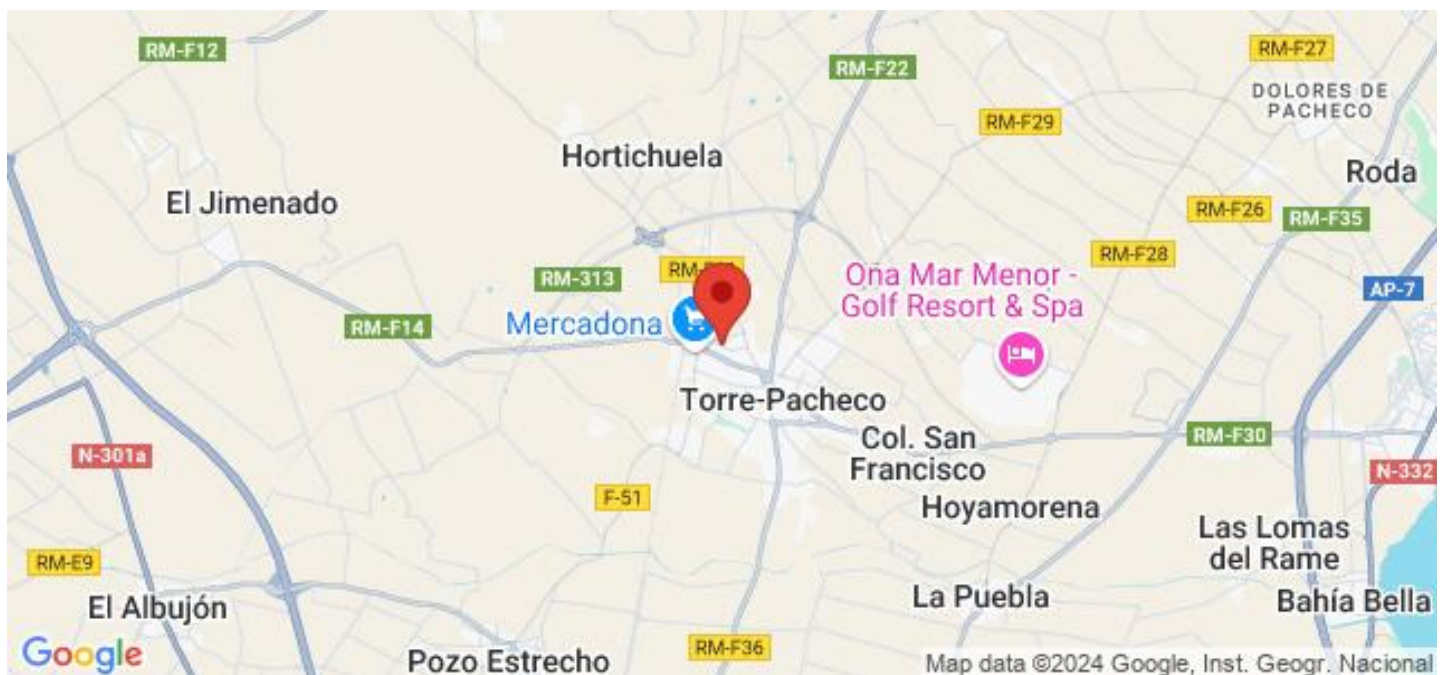 RM-F12
RM-F22
RM-F27
DOLORES DE
PACHECO
RM-F29
Hortichuela
Roda
El Jimenado
RM-F26
RM-F35
RM-F28
Ona Mar Menor -
Golf Resort & Spa
RM-313
AP-7
Mercadona
RM-F14
Torre-Pacheco
Col. San
Francisco
RM-F30
N-301a
N-332
F-51
Hoyamorena
Las Lomas
del Rame
RM-E9
El Albujón
La Puebla
Bahía Bella
Google
Pozo Estrecho
RM-F36
Map data ©2024 Google, Inst. Geogr. Nacional